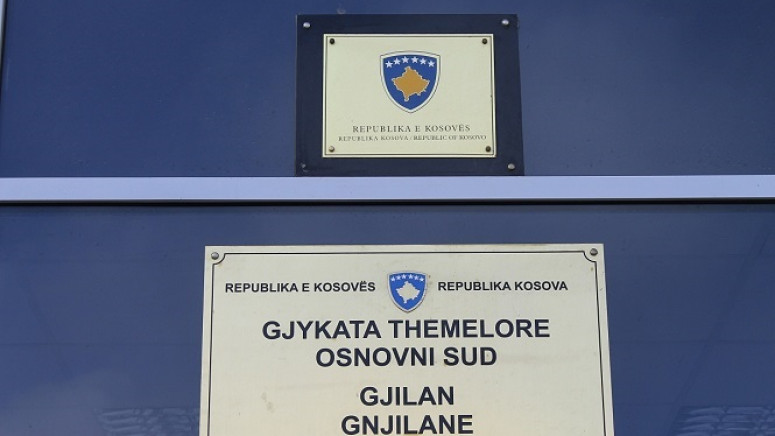 REPUBLIKA E KOSOVËS
REPUBLIKA KOSOVA / REPUBLIC OF KOSOVO
REPUBLIKA E KOSOVËS REPUBLIKA KOSOVA
GJYKATA THEMELORE
OSNOVNI SUD
GJILAN
GNJILANE